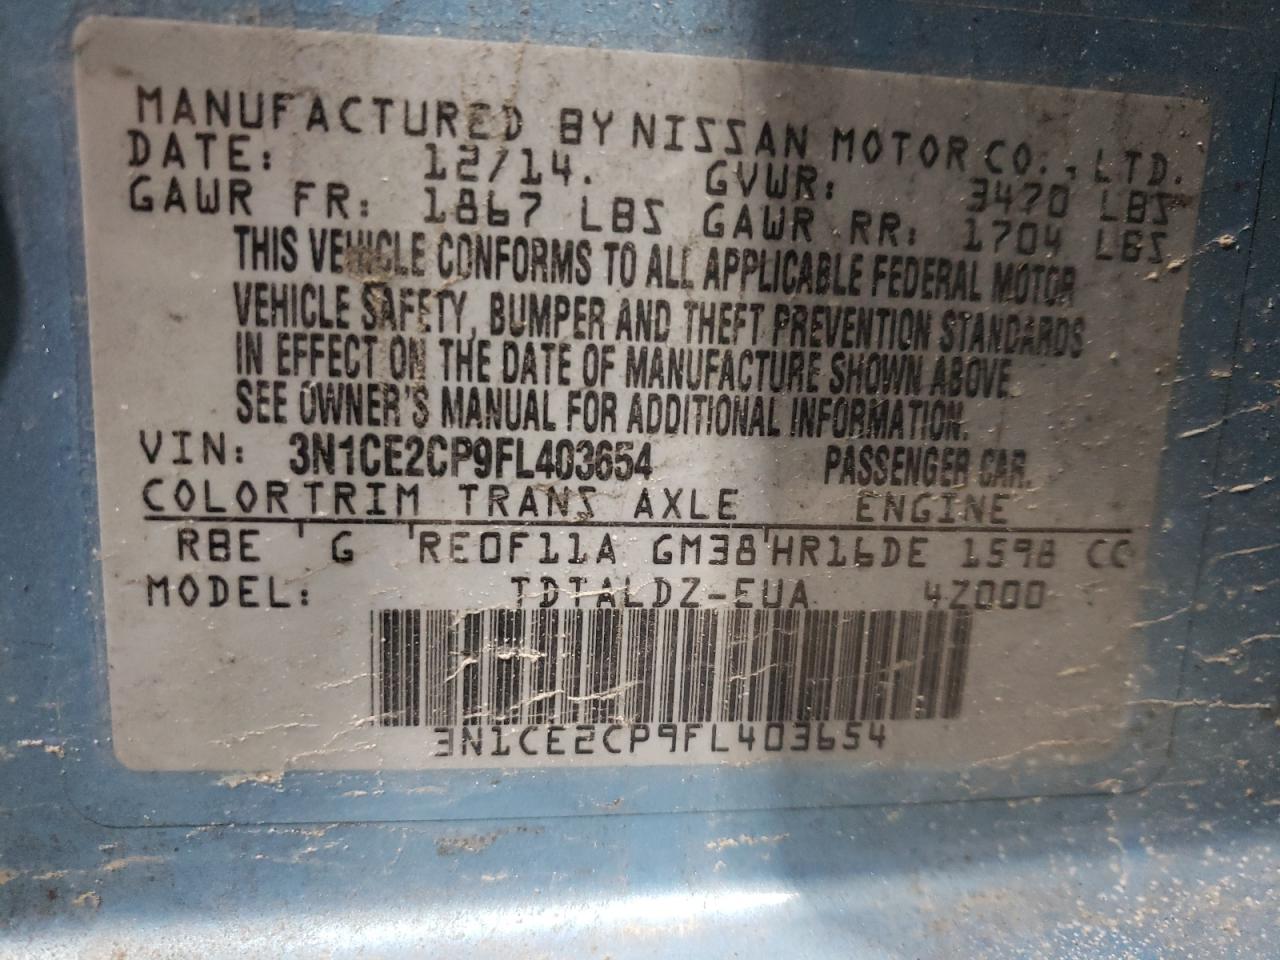 MANUFACTURED BY NISSAN MOTOR CO., LTD.
DATE: 12/14. GVWR: 3470 LBS
GAWR FR: 1867 LBS GAWR RR: 1704 LBS
THIS VEHICLE CONFORMS TO ALL APPLICABLE FEDERAL MOTOR
VEHICLE SAFETY, BUMPER AND THEFT PREVENTION STANDARDS
IN EFFECT ON THE DATE OF MANUFACTURE SHOWN ABOVE.
SEE OWNER'S MANUAL FOR ADDITIONAL INFORMATION.
VIN: 3N1CE2CP9FL403654 PASSENGER CAR.
COLOR TRIM TRANS AXLE ENGINE
RBE G RE0F11A GM38 HR16DE 1598 CC
MODEL: TDTALDZ-EUA 4Z000
3N1CE2CP9FL403654